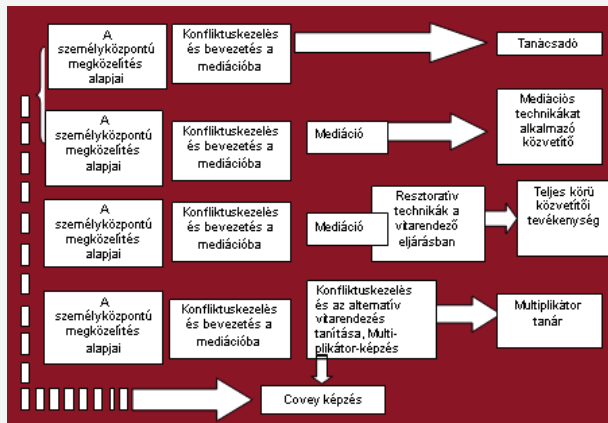 A
személyközpontú
megközelítés
alapjai
Konfliktuskezelés
és bevezetés a
mediációba
Tanácsadó
A
személyközpontú
megközelítés
alapjai
Konfliktuskezelés
és bevezetés a
mediációba
Mediáció
Mediációs
technikákat
alkalmazó
közvetítő
A
személyközpontú
megközelítés
alapjai
Konfliktuskezelés
és bevezetés a
mediációba
Mediáció
Resztoratív
technikák a
vitarendező
eljárásban
Teljes körű
közvetítői
tevékenység
A
személyközpontú
megközelítés
alapjai
Konfliktuskezelés
és bevezetés a
mediációba
Konfliktuskezelés
és az alternatív
vitarendezés
tanítása, Multi-
plikátor-képzés
Multiplikátor
tanár
Covey képzés